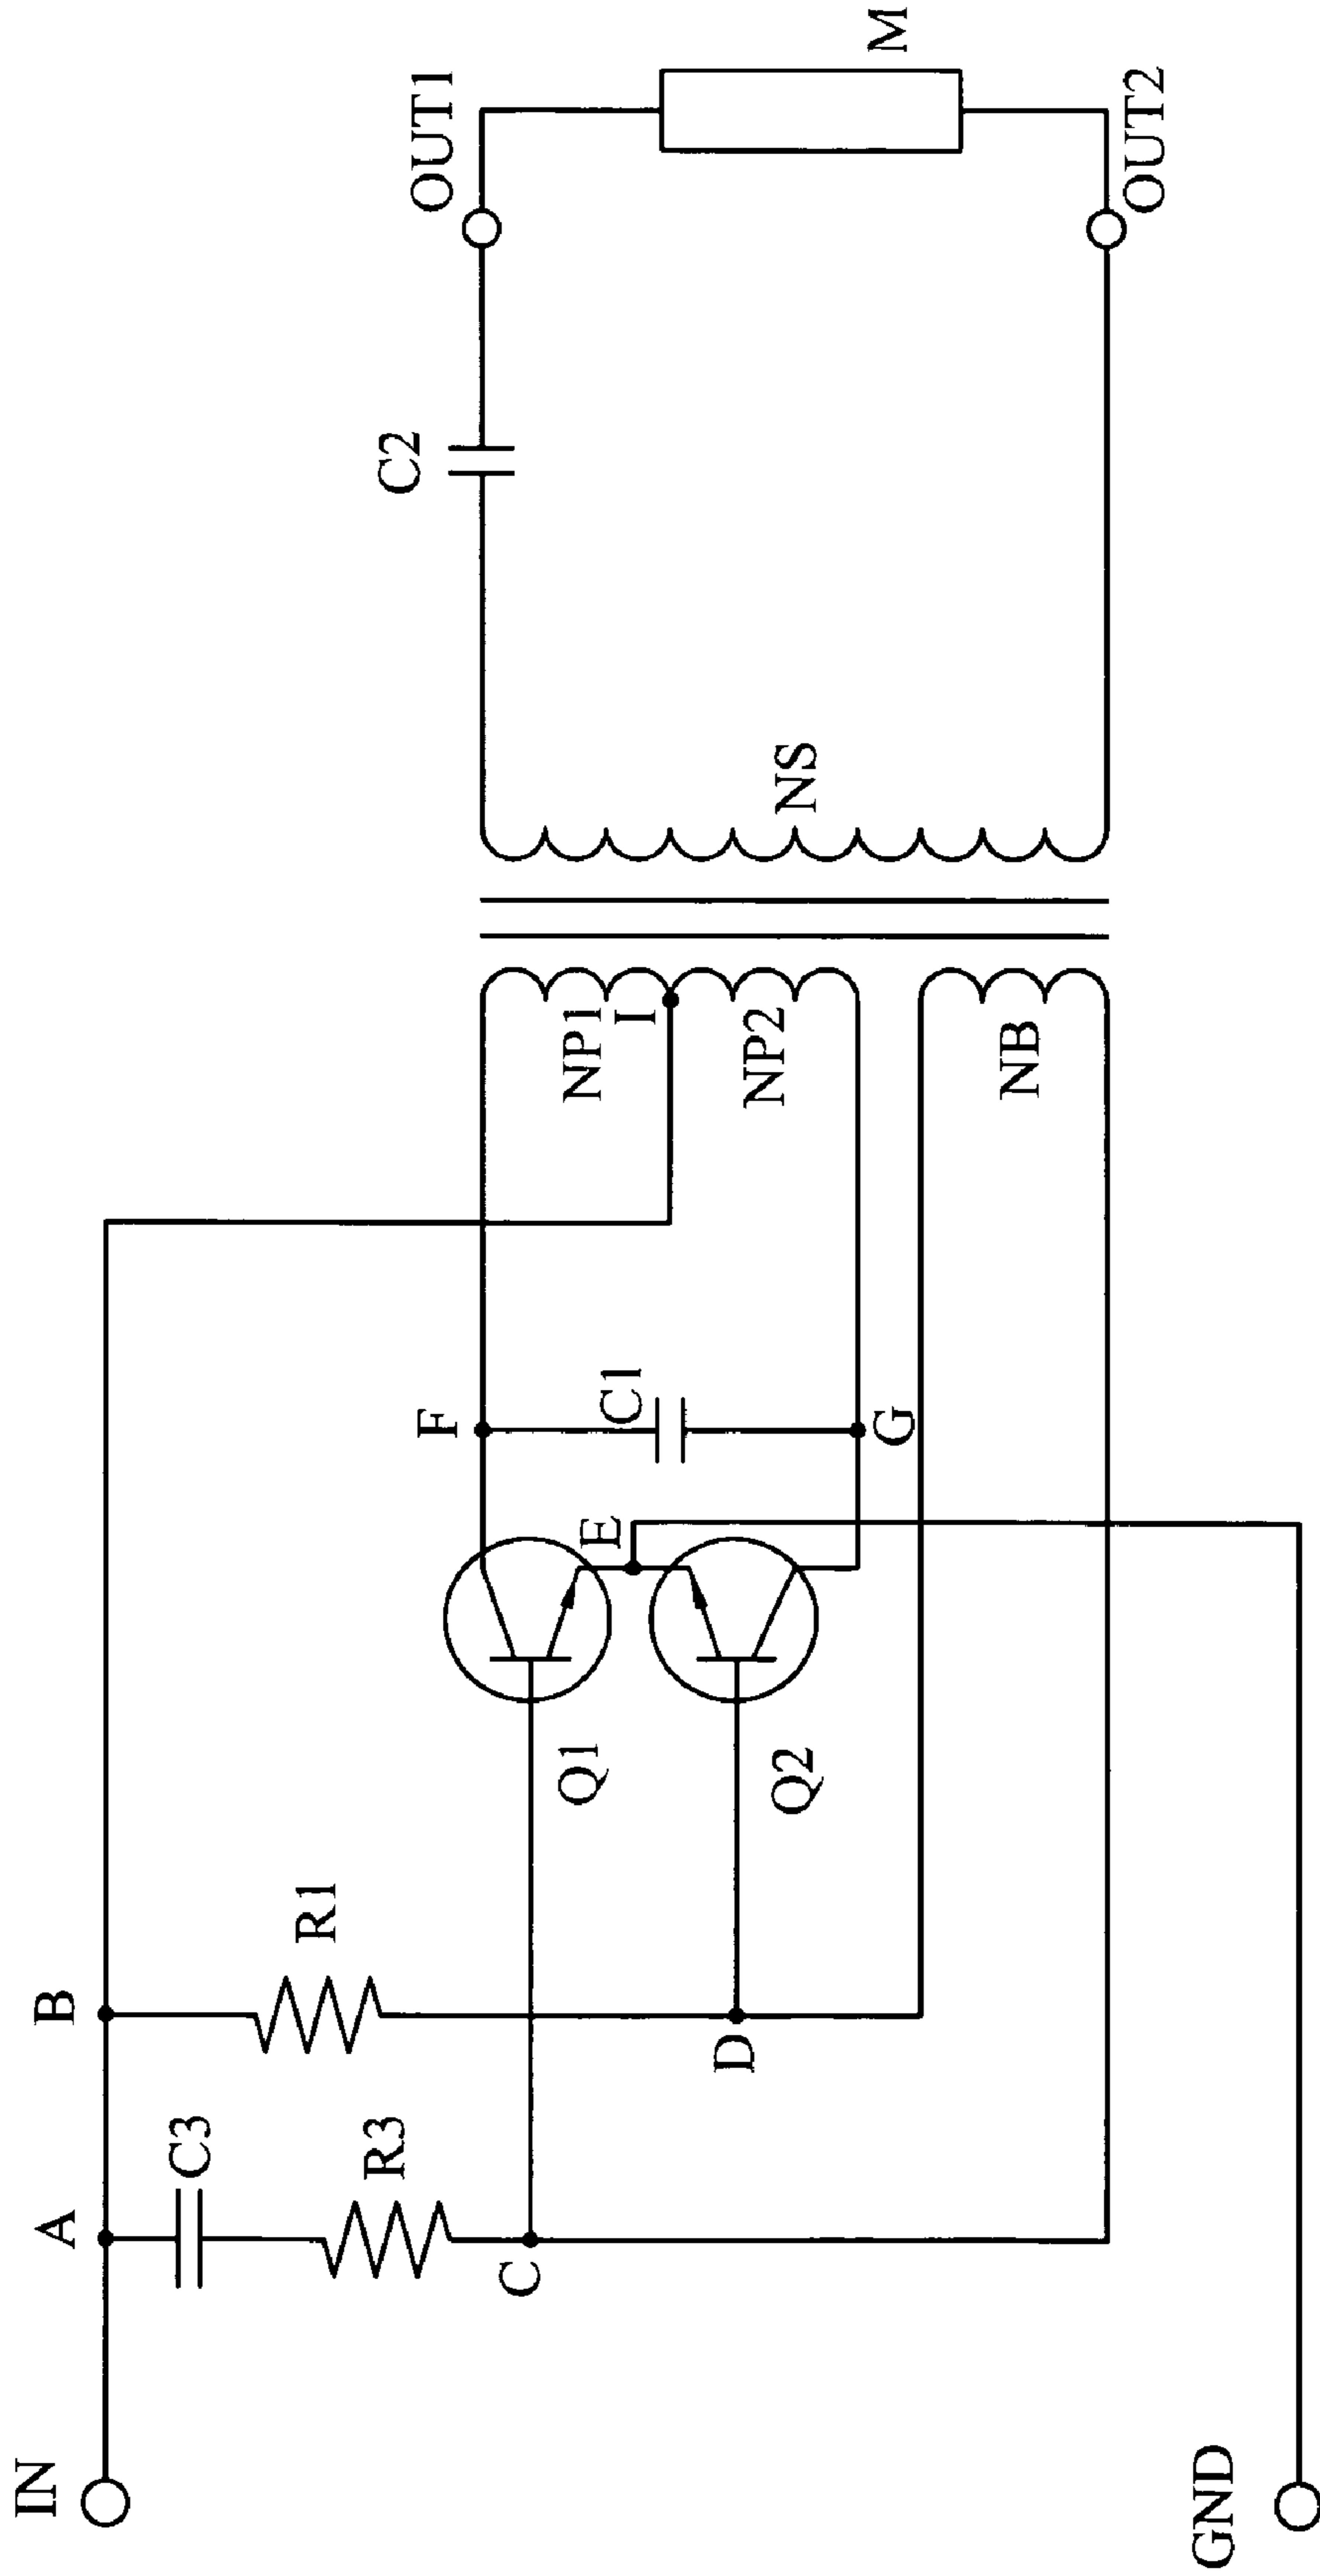 IN
A
B
C3
R1
R3
C
D
Q1
Q2
E
F
C1
G
NP1
I
NP2
NB
NS
C2
OUT1
OUT2
M
GND